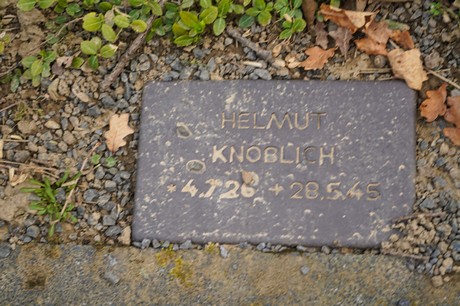 HELMUT
KNOBLICH
* 4.7.26 + 28.5.45